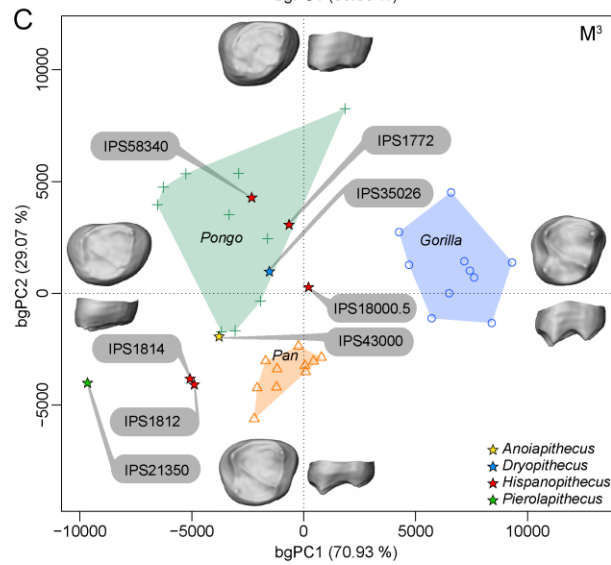 C
M³
10000
5000
0
-5000
bgPC2 (29.07 %)
IPS58340
IPS1772
IPS35026
Pongo
Gorilla
IPS18000.5
IPS43000
Pan
IPS1814
IPS1812
IPS21350
Anoiapithecus
Dryopithecus
Hispanopithecus
Pierolapithecus
-10000
-5000
0
5000
10000
bgPC1 (70.93 %)